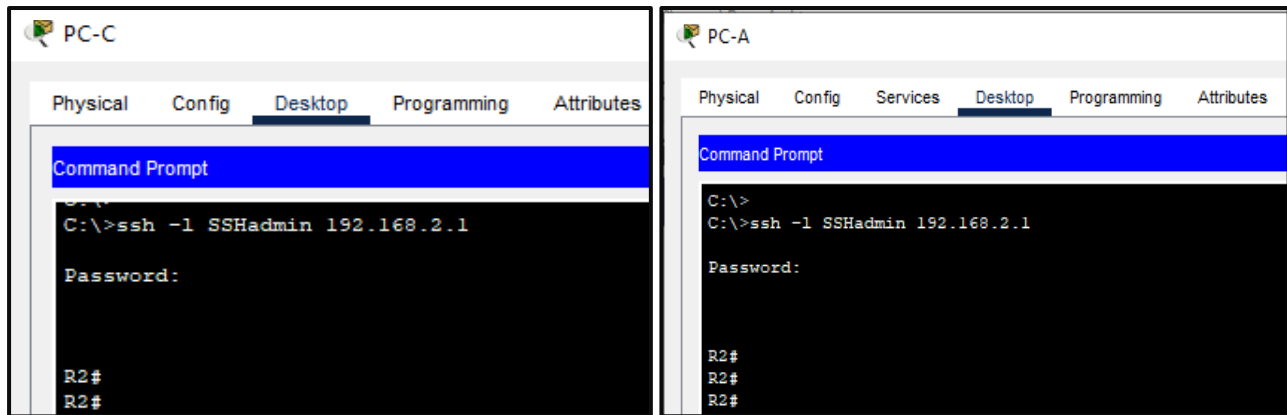 PC-C
Physical Config Desktop Programming Attributes
Command Prompt
C:\>ssh -l SSHadmin 192.168.2.1
Password:
R2#
R2#
PC-A
Physical Config Services Desktop Programming Attributes
Command Prompt
C:\>
C:\>ssh -l SSHadmin 192.168.2.1
Password:
R2#
R2#
R2#